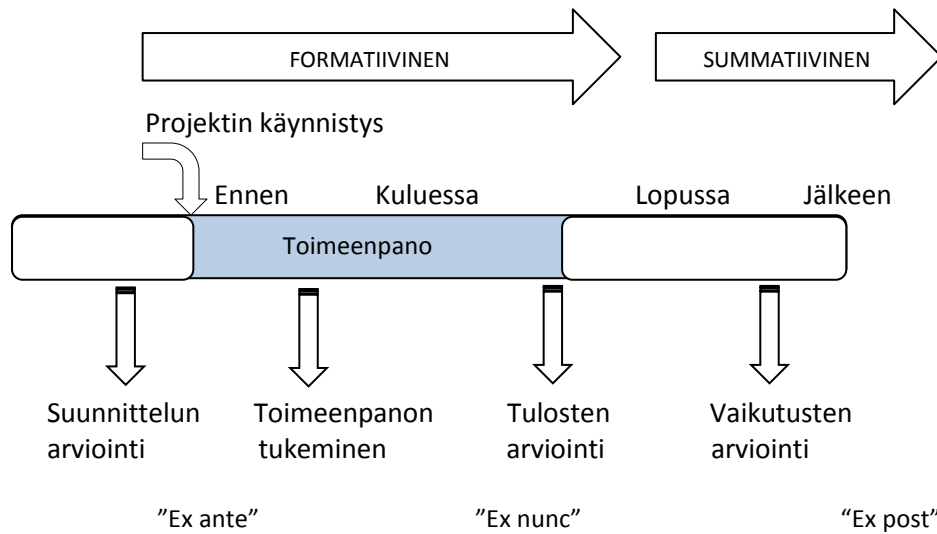 FORMATIIVINEN
SUMMATIIVINEN
Projektin käynnistys
Ennen
Kuluessa
Lopussa
Jälkeen
Toimeenpano
Suunnittelun
arviointi
Toimeenpanon
tukeminen
Tulosten
arviointi
Vaikutusten
arviointi
”Ex ante”
”Ex nunc”
“Ex post”